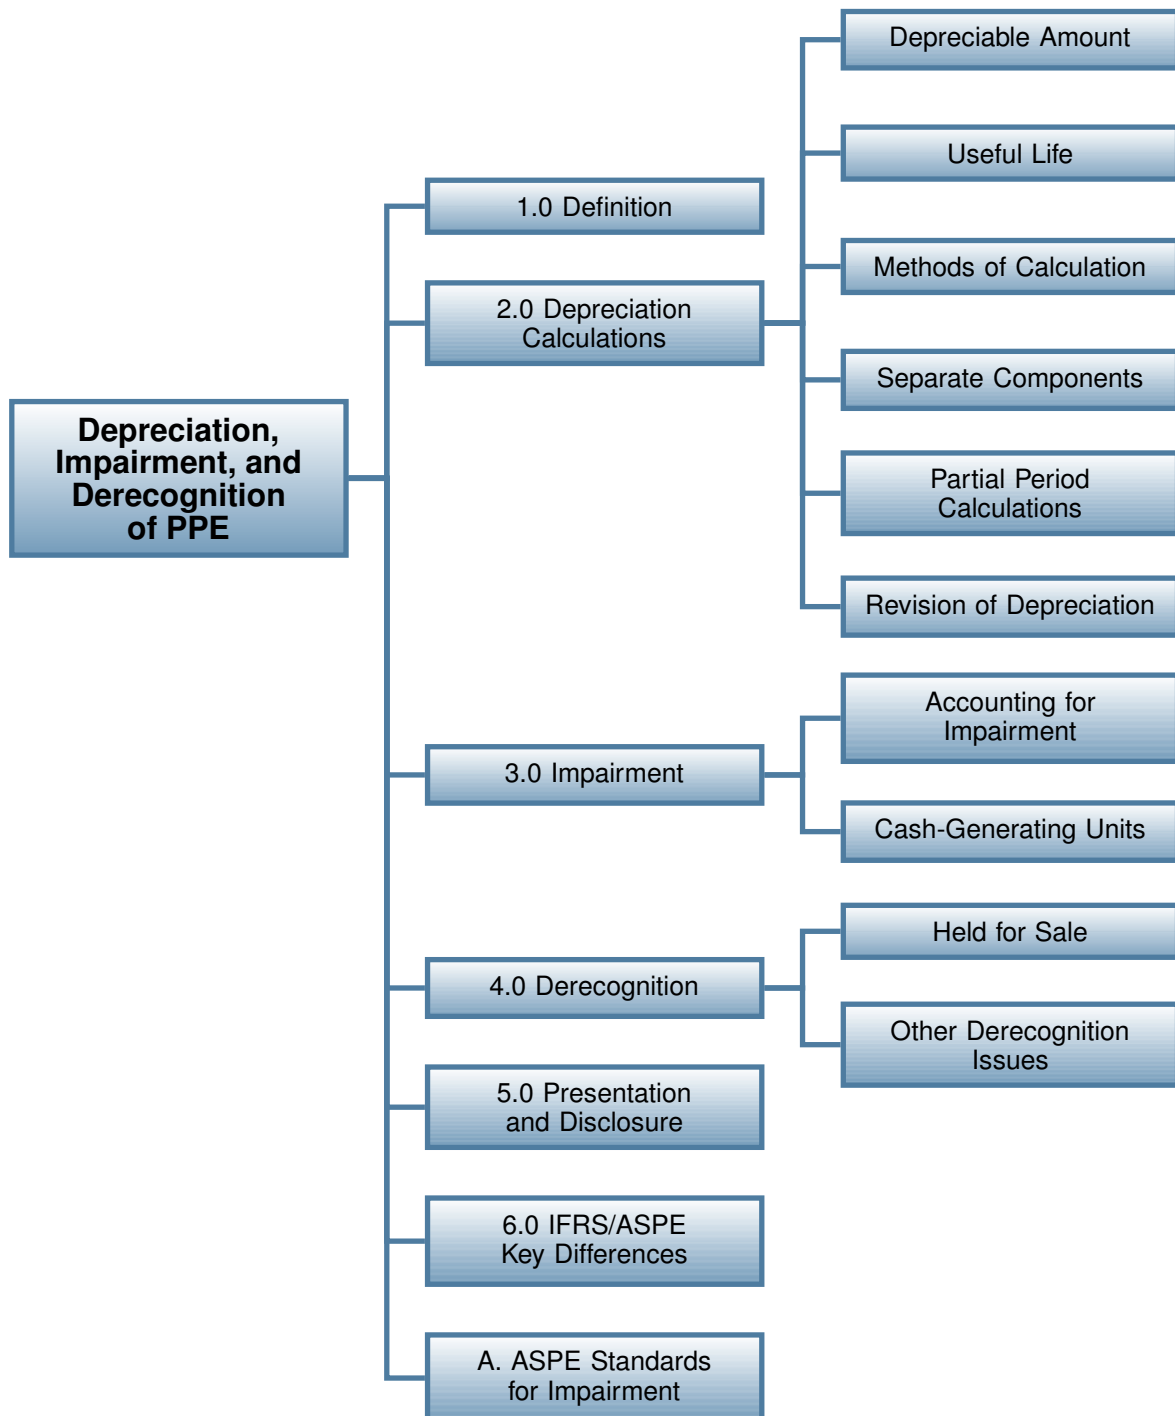 Depreciation,
Impairment, and
Derecognition
of PPE
1.0 Definition
2.0 Depreciation
Calculations
Depreciable Amount
Useful Life
Methods of Calculation
Separate Components
Partial Period
Calculations
Revision of Depreciation
3.0 Impairment
Accounting for
Impairment
Cash-Generating Units
4.0 Derecognition
Held for Sale
Other Derecognition
Issues
5.0 Presentation
and Disclosure
6.0 IFRS/ASPE
Key Differences
A. ASPE Standards
for Impairment